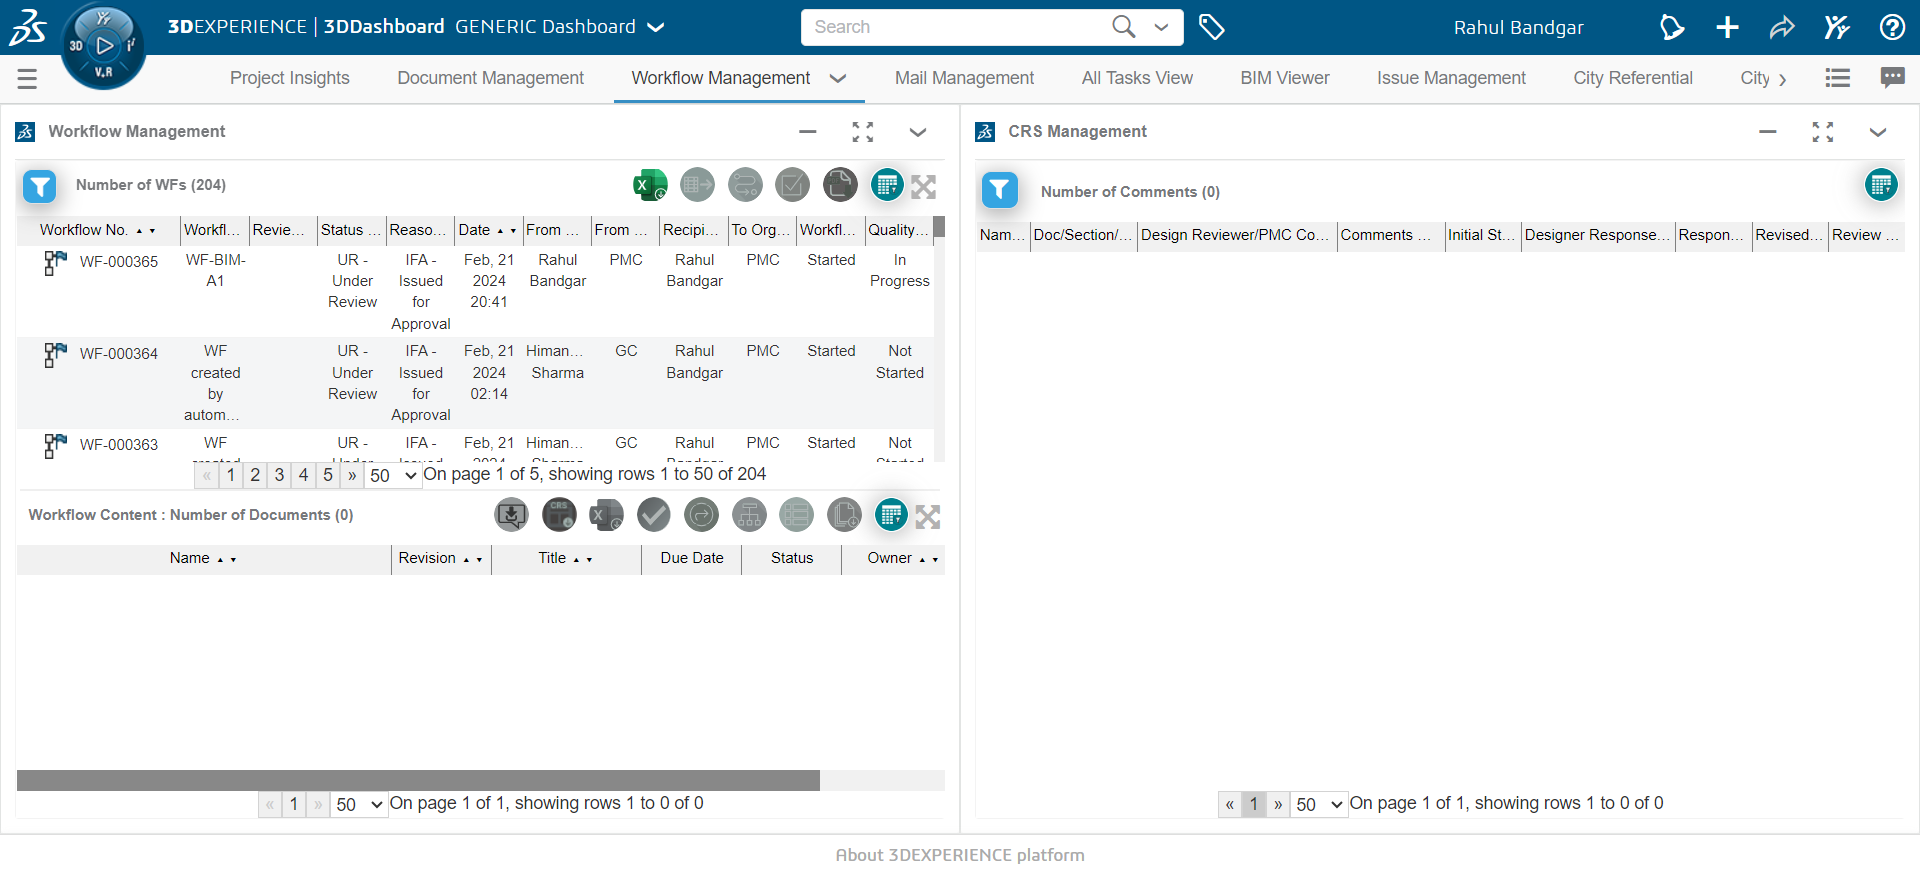 3DEXPERIENCE | 3DDashboard GENERIC Dashboard
Search
Rahul Bandgar
3D
V.R
Project Insights
Document Management
Workflow Management
Mail Management
All Tasks View
BIM Viewer
Issue Management
City Referential
City
Workflow Management
Number of WFs (204)
Workflow No. Workfl... Revie... Status ... Reaso... Date From ... From ... Recipi... To Org... Workfl... Quality...
WF-000365 WF-BIM- UR - IFA - Feb, 21 Rahul PMC Rahul PMC Started In
A1 Under Issued 2024 Bandgar Bandgar Progress
Review for 20:41
Approval
WF-000364 WF UR - IFA - Feb, 21 Himan... GC Rahul PMC Started Not
created Under Issued 2024 Sharma Bandgar Started
by Review for 02:14
autom... Approval
WF-000363 WF UR - IFA - Feb, 21 Himan... GC Rahul PMC Started Not
« 1 2 3 4 5 » 50 On page 1 of 5, showing rows 1 to 50 of 204
Workflow Content : Number of Documents (0)
CRS
Name Revision Title Due Date Status Owner
« 1 » 50 On page 1 of 1, showing rows 1 to 0 of 0
CRS Management
Number of Comments (0)
Nam... Doc/Section/... Design Reviewer/PMC Co... Comments ... Initial St... Designer Response... Respon... Revised... Review ...
« 1 » 50 On page 1 of 1, showing rows 1 to 0 of 0
About 3DEXPERIENCE platform